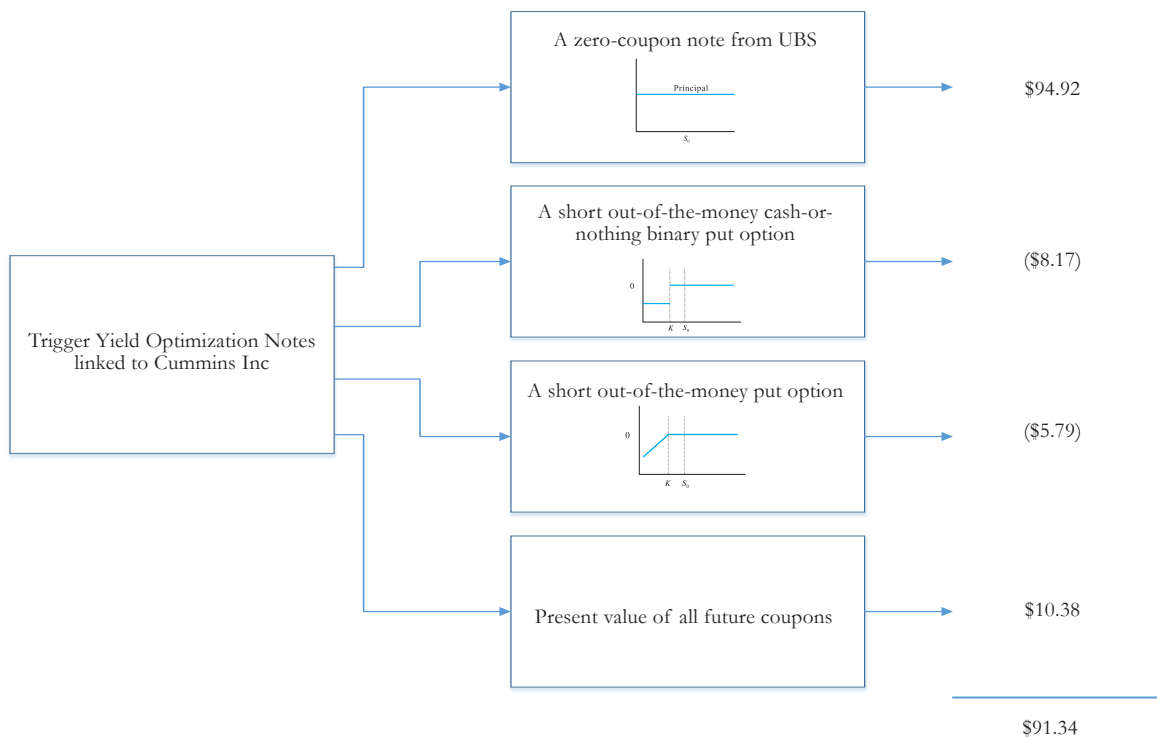 A zero-coupon note from UBS
Principal
S0
$94.92
A short out-of-the-money cash-or-
nothing binary put option
0
K S0
($8.17)
Trigger Yield Optimization Notes
linked to Cummins Inc
A short out-of-the-money put option
0
K S0
($5.79)
Present value of all future coupons
$10.38
$91.34